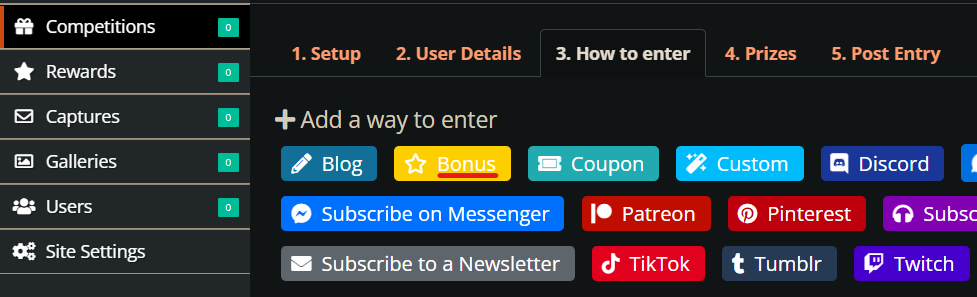 Competitions 0
Rewards 0
Captures 0
Galleries 0
Users 0
Site Settings
1. Setup 2. User Details 3. How to enter 4. Prizes 5. Post Entry
Add a way to enter
Blog Bonus Coupon Custom Discord
Subscribe on Messenger Patreon Pinterest Subsc
Subscribe to a Newsletter TikTok Tumblr Twitch